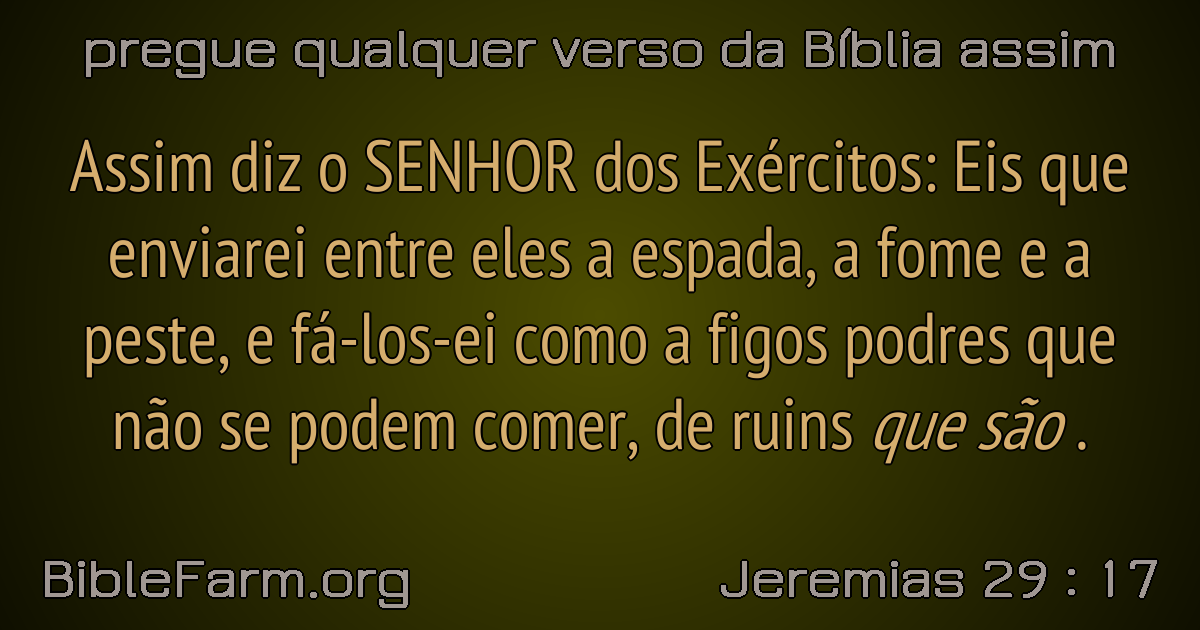 pregue qualquer verso da Bíblia assim
Assim diz o SENHOR dos Exércitos: Eis que
enviarei entre eles a espada, a fome e a
peste, e fá-los-ei como a figos podres que
não se podem comer, de ruins que são .
BibleFarm.org
Jeremias 29 : 17